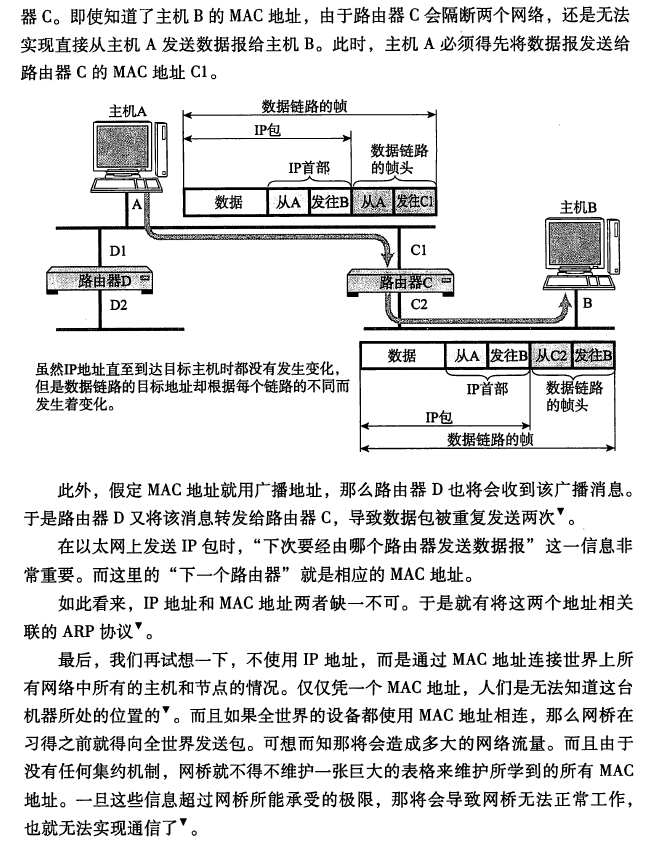 器 C。即使知道了主机 B 的 MAC 地址，由于路由器 C 会隔断两个网络，还是无法
实现直接从主机 A 发送数据报给主机 B。此时，主机 A 必须得先将数据报发送给
路由器 C 的 MAC 地址 C1。
主机A
数据链路的帧
IP包
IP首部
数据链路
的帧头
数据 从A 发往B 从A 发往C1
A
主机B
D1
C1
路由器D
路由器C
D2
C2
B
数据 从A 发往B 从C2 发往B
虽然IP地址直至到达目标主机时都没有发生变化，
但是数据链路的目标地址却根据每个链路的不同而
发生着变化。
IP首部
数据链路
的帧头
IP包
数据链路的帧
此外，假定 MAC 地址就用广播地址，那么路由器 D 也将会收到该广播消息。
于是路由器 D 又将该消息转发给路由器 C，导致数据包被重复发送两次▼。
在以太网上发送 IP 包时，“下次要经由哪个路由器发送数据报”这一信息非
常重要。而这里的“下一个路由器”就是相应的 MAC 地址。
如此看来，IP 地址和 MAC 地址两者缺一不可。于是就有将这两个地址相关
联的 ARP 协议▼。
最后，我们再试想一下，不使用 IP 地址，而是通过 MAC 地址连接世界上所
有网络中所有的主机和节点的情况。仅仅凭一个 MAC 地址，人们是无法知道这台
机器所处的位置的▼。而且如果全世界的设备都使用 MAC 地址相连，那么网桥在
习得之前就得向全世界发送包。可想而知那将会造成多大的网络流量。而且由于
没有任何集约机制，网桥就不得不维护一张巨大的表格来维护所学到的所有 MAC
地址。一旦这些信息超过网桥所能承受的极限，那将会导致网桥无法正常工作，
也就无法实现通信了▼。